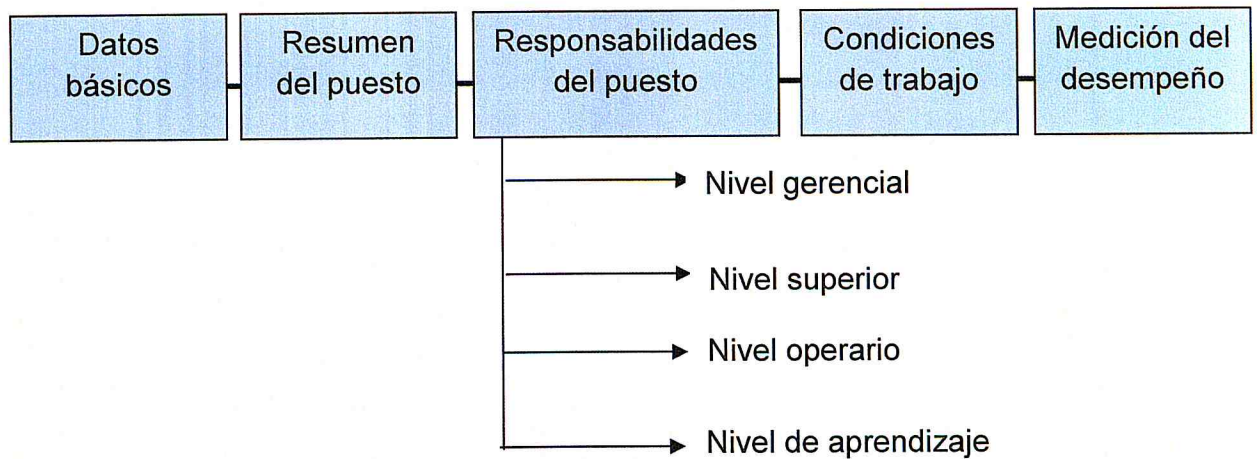 Datos
básicos
Resumen
del puesto
Responsabilidades
del puesto
Condiciones
de trabajo
Medición del
desempeño
Nivel gerencial
Nivel superior
Nivel operario
Nivel de aprendizaje